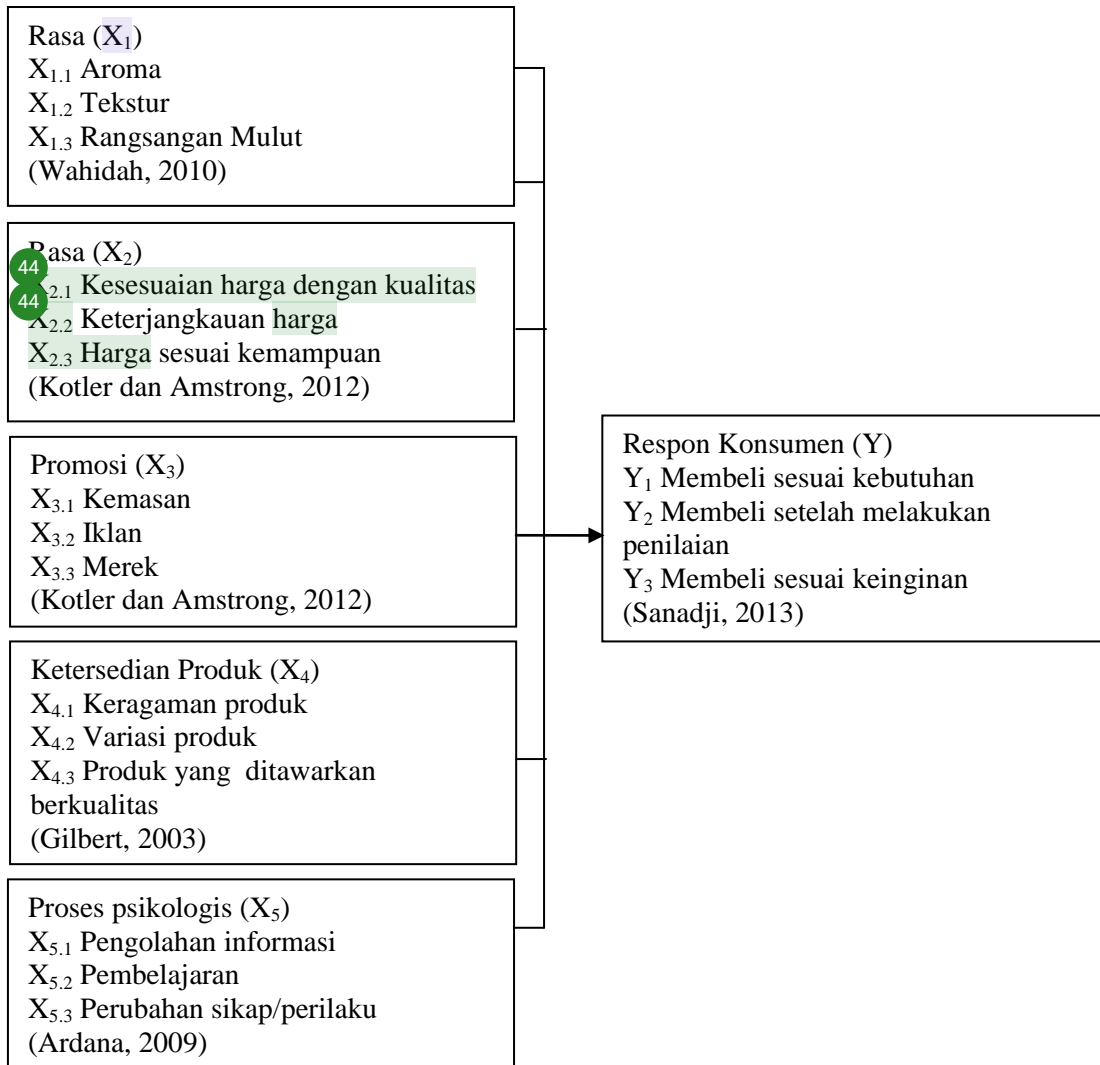 Rasa (X1)
X1.1 Aroma
X1.2 Tekstur
X1.3 Rangsangan Mulut
(Wahidah, 2010)
Rasa (X2)
44
X2.1 Kesesuaian harga dengan kualitas
44
X2.2 Keterjangkauan harga
X2.3 Harga sesuai kemampuan
(Kotler dan Amstrong, 2012)
Promosi (X3)
X3.1 Kemasan
X3.2 Iklan
X3.3 Merek
(Kotler dan Amstrong, 2012)
Respon Konsumen (Y)
Y1 Membeli sesuai kebutuhan
Y2 Membeli setelah melakukan
penilaian
Y3 Membeli sesuai keinginan
(Sanadji, 2013)
Ketersedian Produk (X4)
X4.1 Keragaman produk
X4.2 Variasi produk
X4.3 Produk yang ditawarkan
berkualitas
(Gilbert, 2003)
Proses psikologis (X5)
X5.1 Pengolahan informasi
X5.2 Pembelajaran
X5.3 Perubahan sikap/perilaku
(Ardana, 2009)